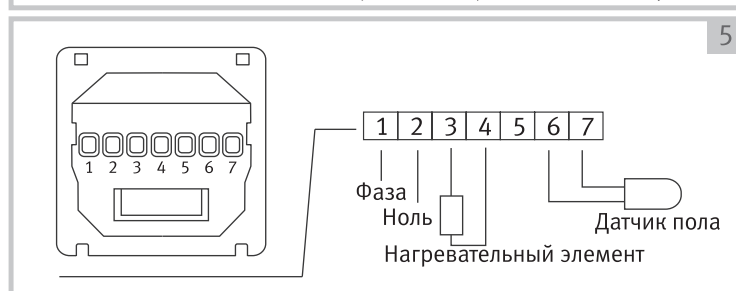 5
1 2 3 4 5 6 7
1 2 3 4 5 6 7
Фаза
Ноль
Датчик пола
Нагревательный элемент